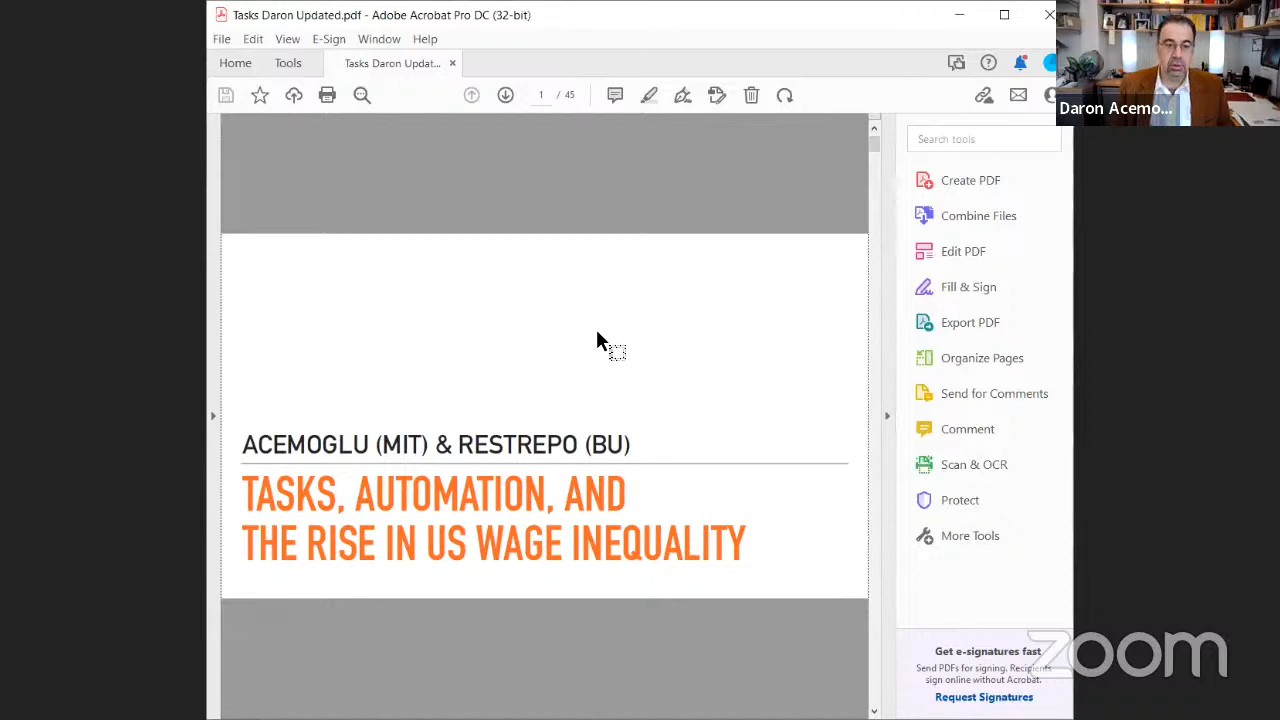 Tasks Daron Updated.pdf - Adobe Acrobat Pro DC (32-bit)
File Edit View E-Sign Window Help
Home Tools Tasks Daron Updat...
1 / 45
Daron Acemo...
Search tools
Create PDF
Combine Files
Edit PDF
Fill & Sign
Export PDF
Organize Pages
Send for Comments
Comment
Scan & OCR
Protect
More Tools
ACEMOGLU (MIT) & RESTREPO (BU)
TASKS, AUTOMATION, AND
THE RISE IN US WAGE INEQUALITY
Get e-signatures fast
Send PDFs for signing. Recipients
sign online without Acrobat.
Request Signatures
zoom